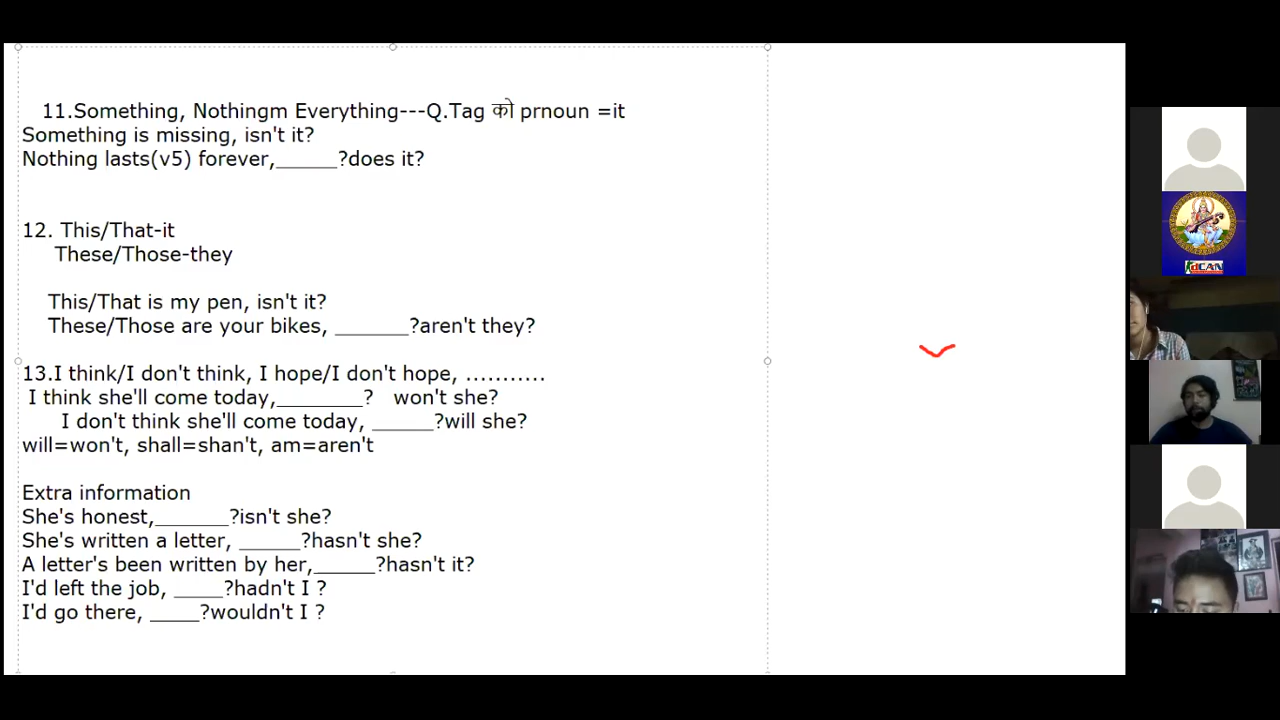 11.Something, Nothingm Everything---Q.Tag को prnoun =it
Something is missing, isn't it?
Nothing lasts(v5) forever,______?does it?
12. This/That-it
These/Those-they
This/That is my pen, isn't it?
These/Those are your bikes, _______?aren't they?
13.I think/I don't think, I hope/I don't hope, ...........
I think she'll come today,________? won't she?
I don't think she'll come today, ______?will she?
will=won't, shall=shan't, am=aren't
Extra information
She's honest,_______?isn't she?
She's written a letter, ______?hasn't she?
A letter's been written by her,______?hasn't it?
I'd left the job, _____?hadn't I ?
I'd go there, _____?wouldn't I ?